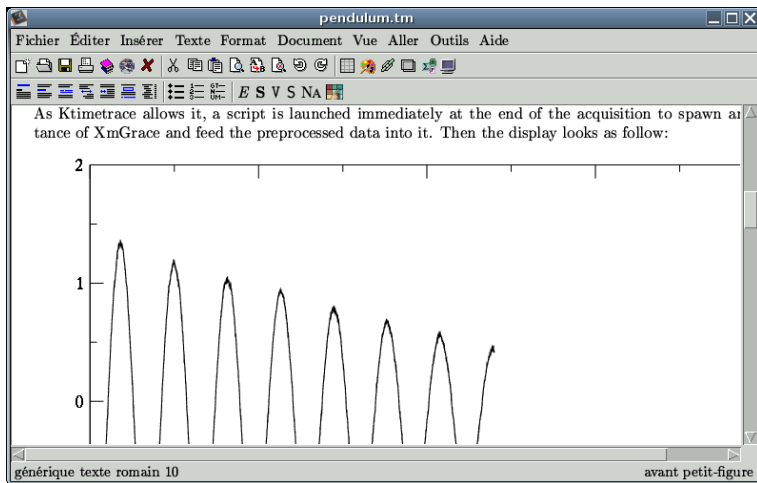 pendulum.tm
Fichier Éditer Insérer Texte Format Document Vue Aller Outils Aide
E S V S NA
As Ktimetrace allows it, a script is launched immediately at the end of the acquisition to spawn
tance of XmGrace and feed the preprocessed data into it. Then the display looks as follow:
2
1
0
générique texte romain 10 avant petit-figure